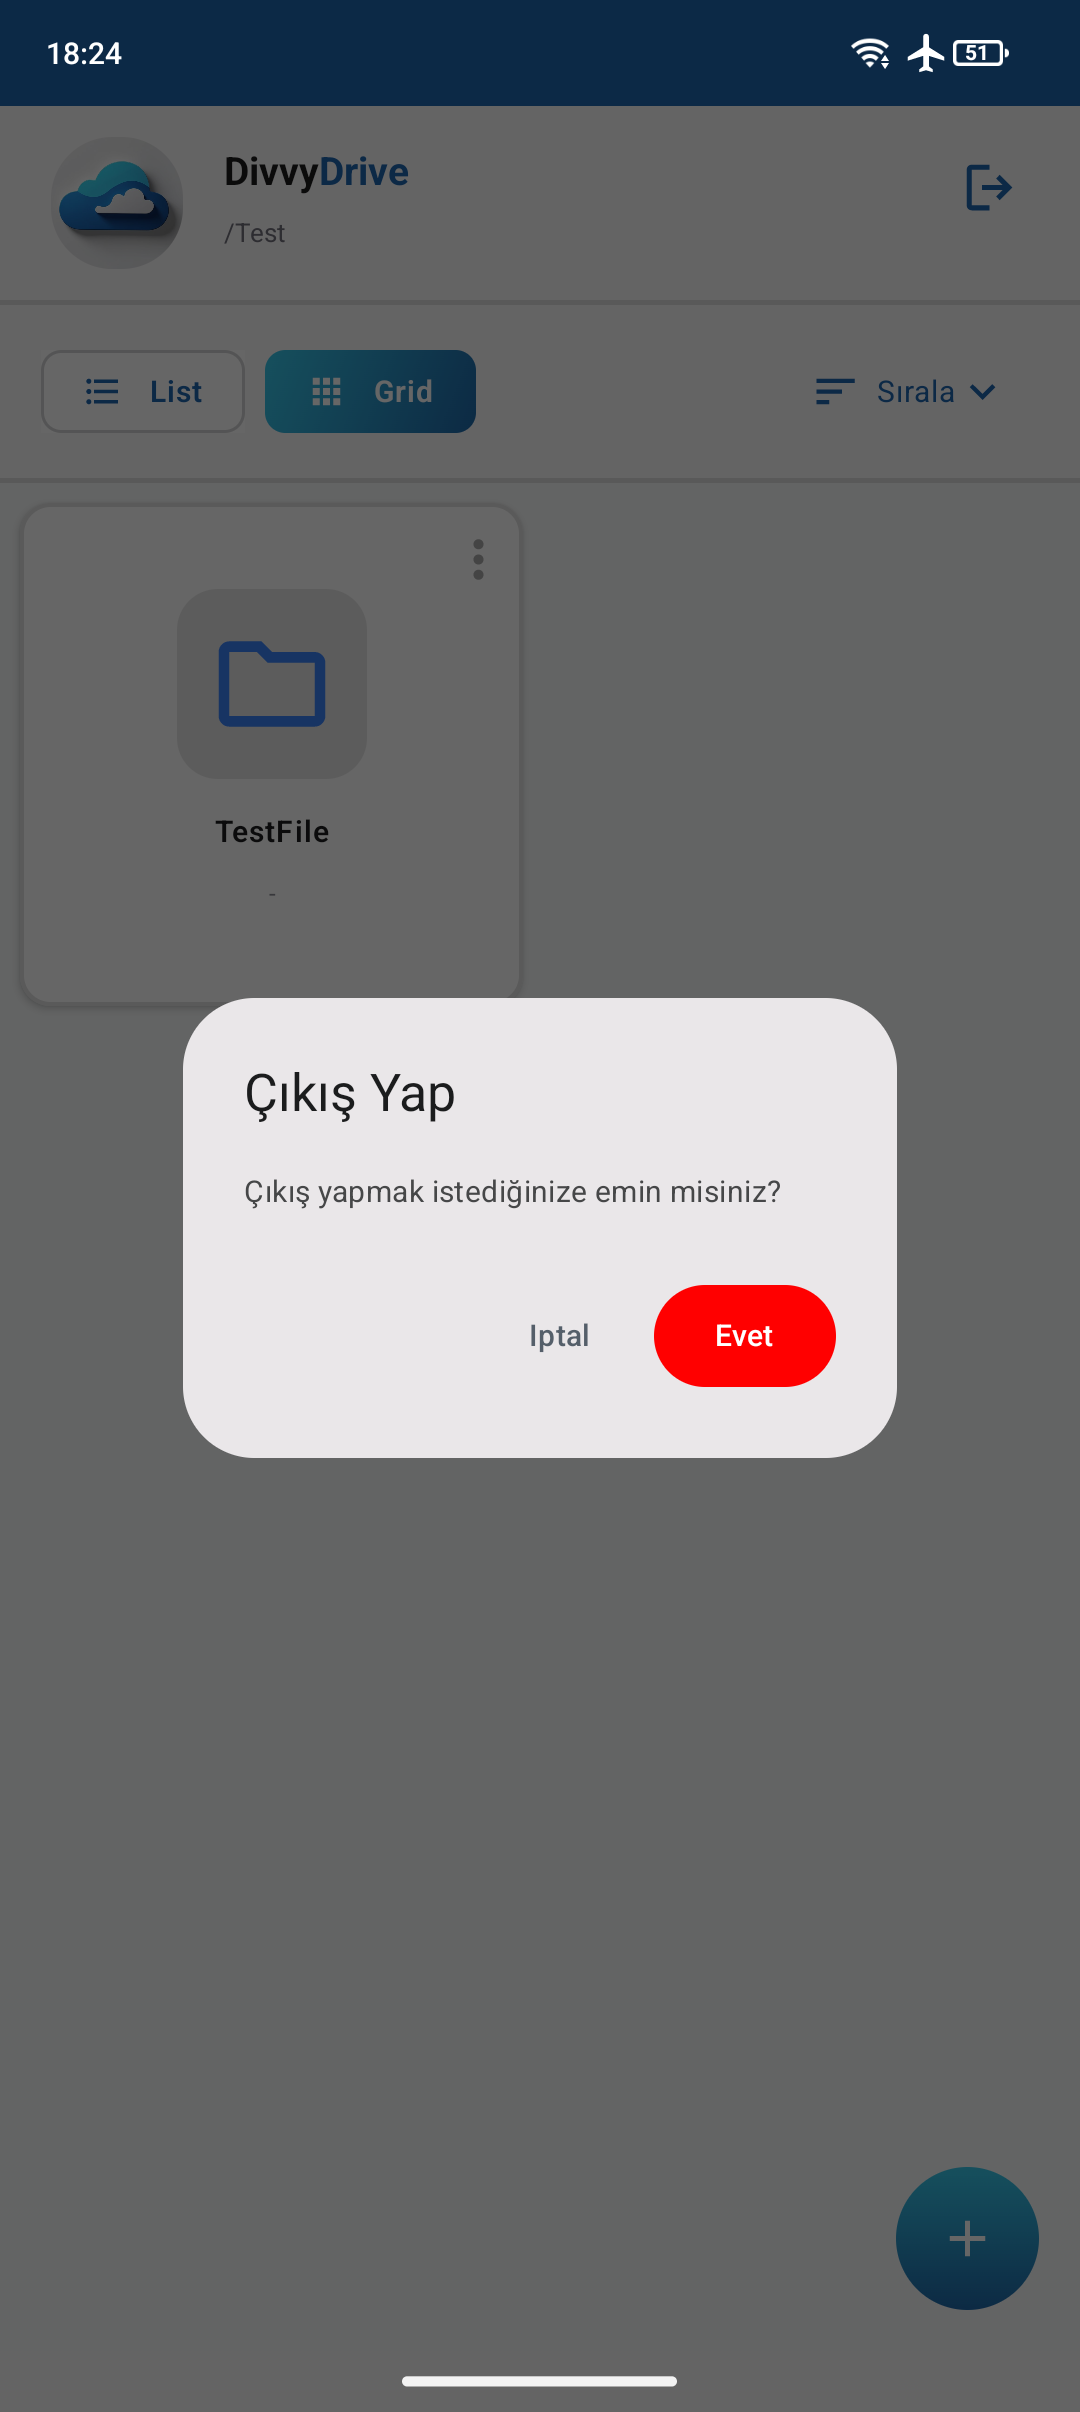 18:24
51
DivvyDrive
/Test
List
Grid
Sırala
TestFile
-
Çıkış Yap
Çıkış yapmak istediğinize emin misiniz?
Iptal
Evet